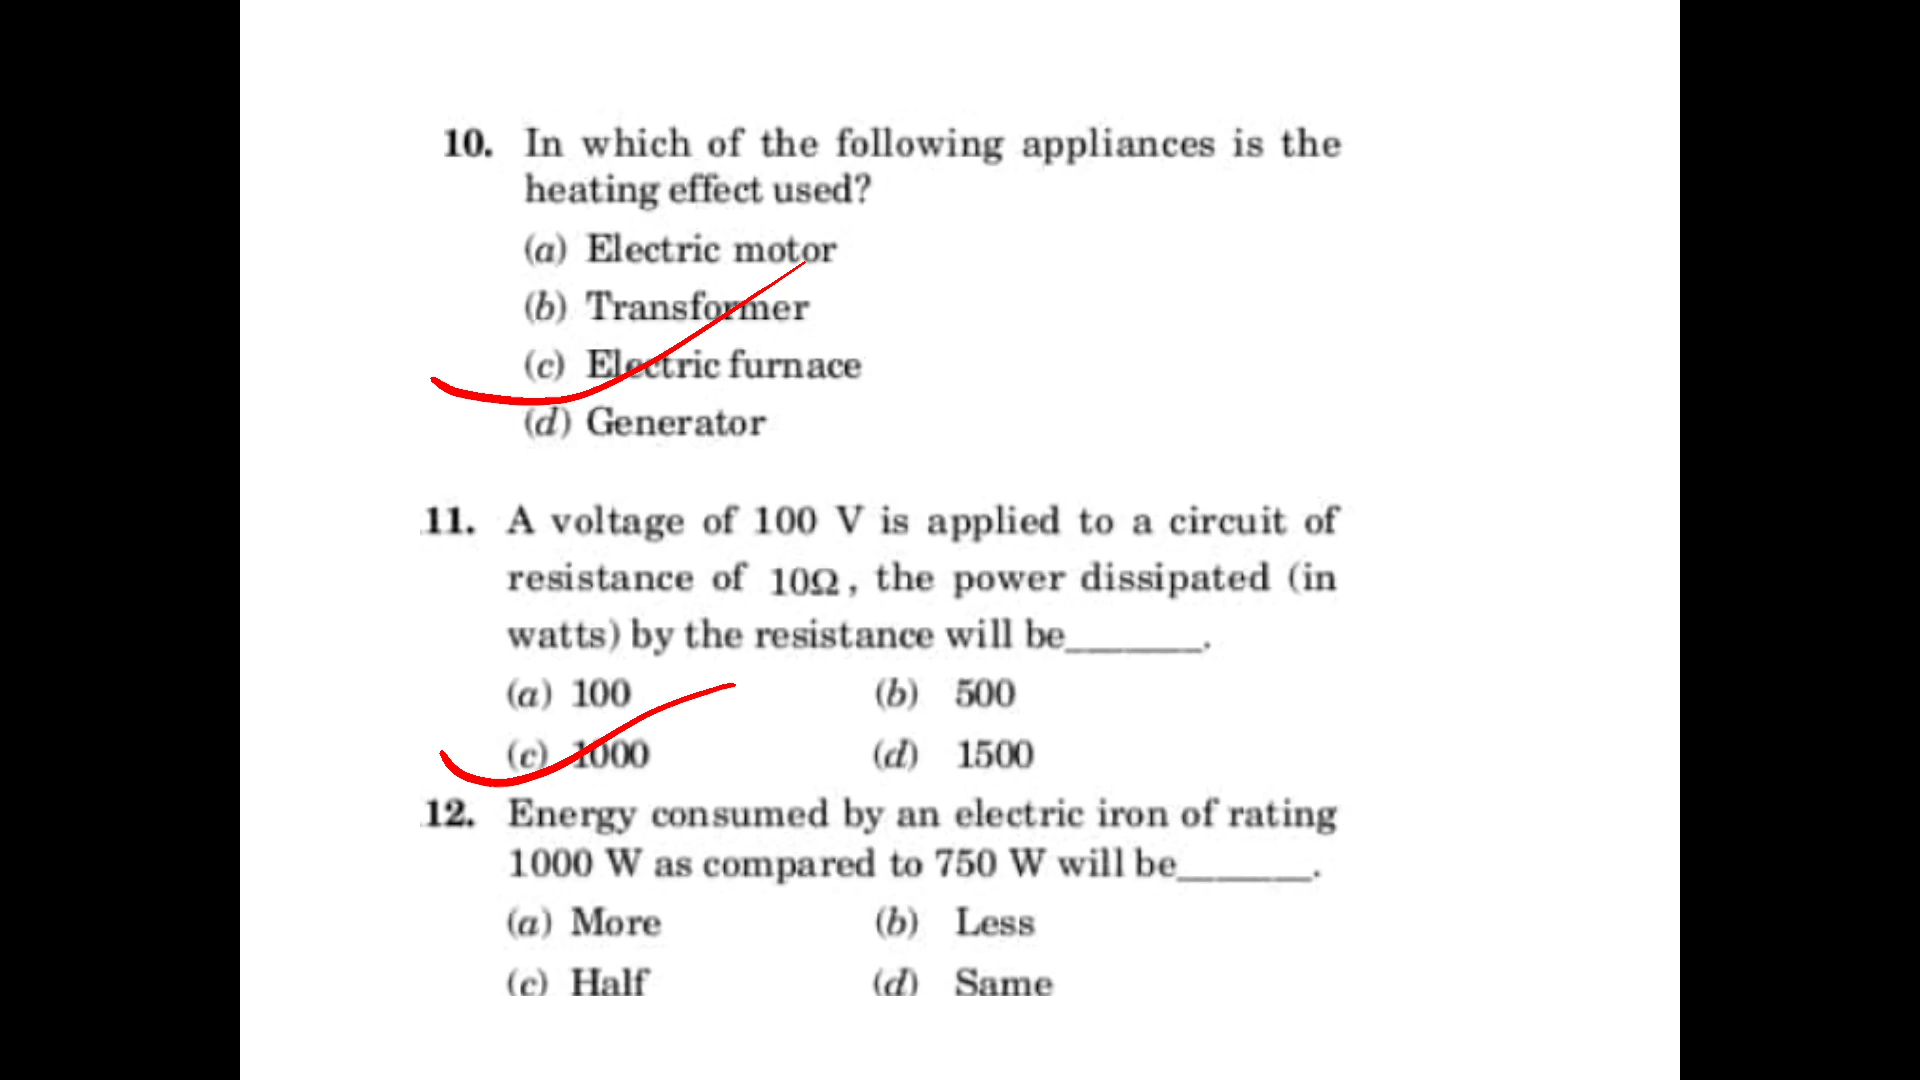 10. In which of the following appliances is the
heating effect used?
(a) Electric motor
(b) Transformer
(c) Electric furnace
(d) Generator
11. A voltage of 100 V is applied to a circuit of
resistance of 10Ω, the power dissipated (in
watts) by the resistance will be_______.
(a) 100 (b) 500
(c) 1000 (d) 1500
12. Energy consumed by an electric iron of rating
1000 W as compared to 750 W will be_______.
(a) More (b) Less
(c) Half (d) Same